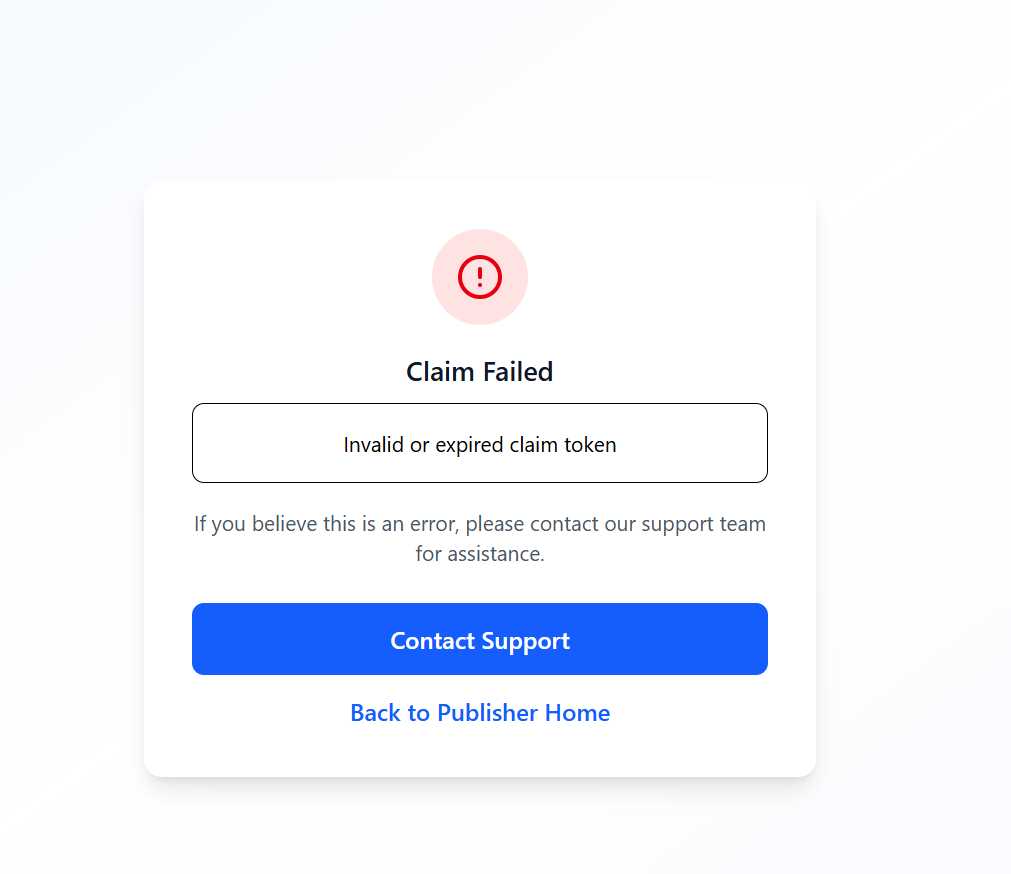 Claim Failed
Invalid or expired claim token
If you believe this is an error, please contact our support team
for assistance.
Contact Support
Back to Publisher Home